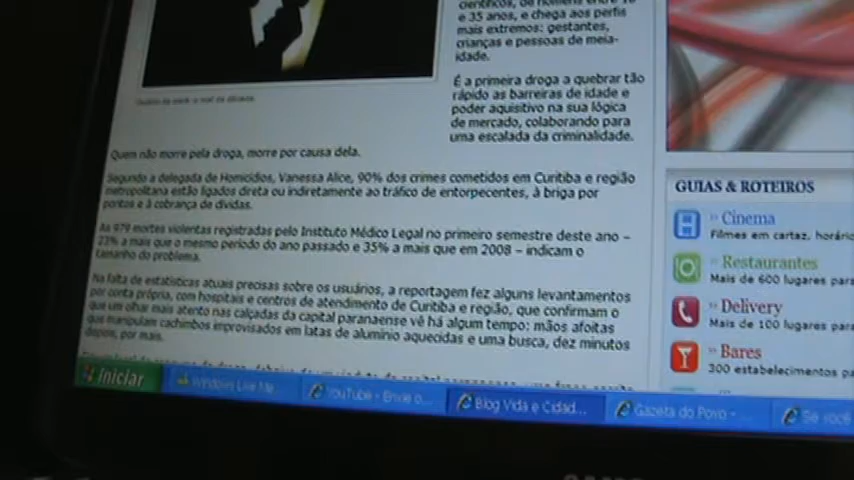 científicos, de homens entre
e 35 anos, e chega aos perfis
mais extremos: gestantes,
crianças e pessoas de meia-
idade.
É a primeira droga a quebrar tão
rápido as barreiras de idade e
poder aquisitivo na sua lógica
de mercado, colaborando para
uma escalada da criminalidade.
Quem não morre pela droga, morre por causa dela.
Segundo a delegada de Homicídios, Vanessa Alice, 90% dos crimes cometidos em Curitiba e região
metropolitana estão ligados direta ou indiretamente ao tráfico de entorpecentes, à briga por
pontos e à cobrança de dívidas.
As 979 mortes violentas registradas pelo Instituto Médico Legal no primeiro semestre deste ano –
23% a mais que o mesmo período do ano passado e 35% a mais que em 2008 – indicam o
tamanho do problema.
Na falta de estatísticas atuais precisas sobre os usuários, a reportagem fez alguns levantamentos
por conta própria, com hospitais e centros de atendimento de Curitiba e região, que confirmam o
que um olhar mais atento nas calçadas da capital paranaense vê há algum tempo: mãos afoitas
que manipulam cachimbos improvisados em latas de alumínio aquecidas e uma busca, dez minutos
depois, por mais.
GUIAS & ROTEIROS
Cinema
Filmes em cartaz, horário
Restaurantes
Mais de 600 lugares para
Delivery
Mais de 100 lugares para
Bares
300 estabelecimentos p
Iniciar
Windows Live Me...
YouTube - Envie o...
Blog Vida e Cidad...
Gazeta do Povo - ...
Se você